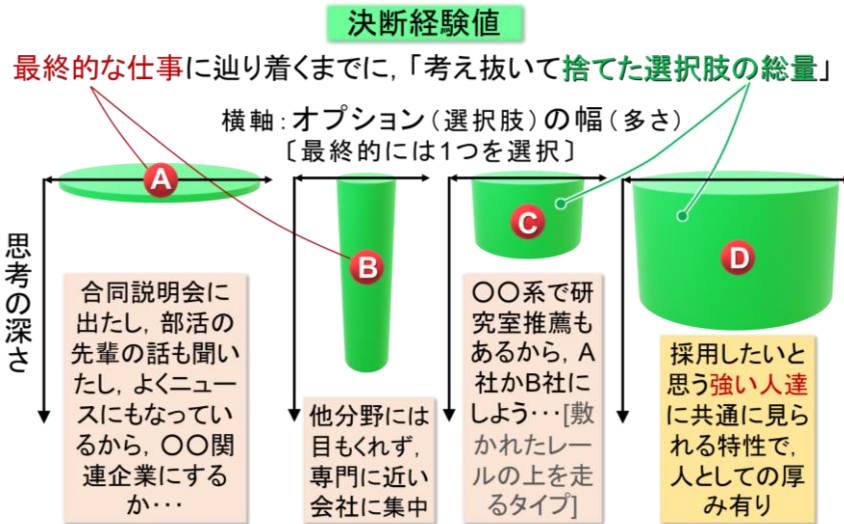 決断経験値
最終的な仕事に辿り着くまでに，「考え抜いて捨てた選択肢の総量」
横軸：オプション（選択肢）の幅（多さ）
〔最終的には1つを選択〕
思考の深さ
A
B
C
D
合同説明会に
出たし，部活の
先輩の話も聞い
たし，よくニュー
スにもなってい
るから，〇〇関
連企業にする
か・・・
他分野には
目もくれず，
専門に近い
会社に集中
〇〇系で研
究室推薦も
あるから，A
社かB社に
しよう・・・[敷
かれたレー
ルの上を走
るタイプ]
採用したいと
思う強い人達
に共通に見ら
れる特性で，
人としての厚
み有り